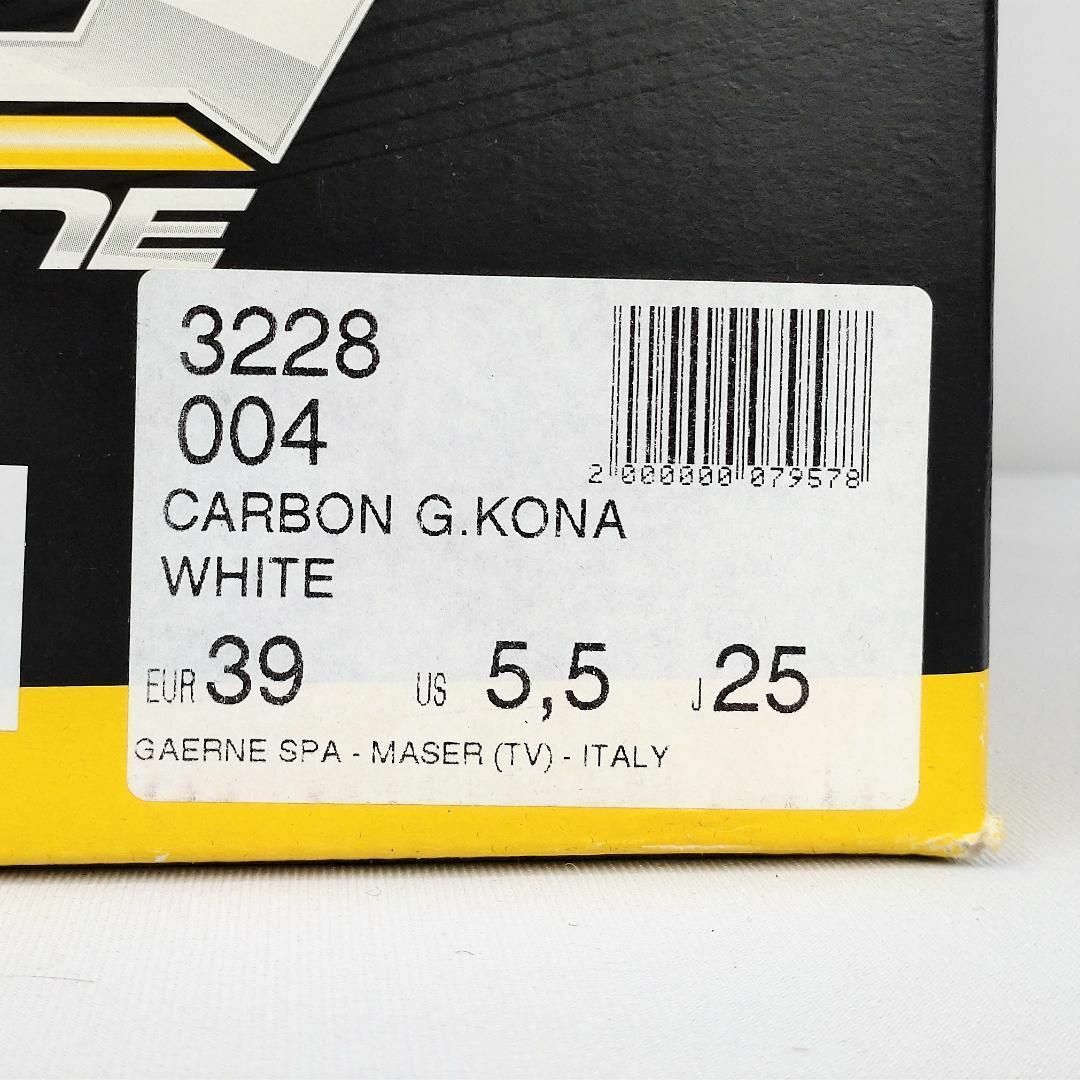 ne
3228
004
2 000000 079578
CARBON G.KONA
WHITE
EUR 39 US 5,5 J 25
GAERNE SPA - MASER (TV) - ITALY